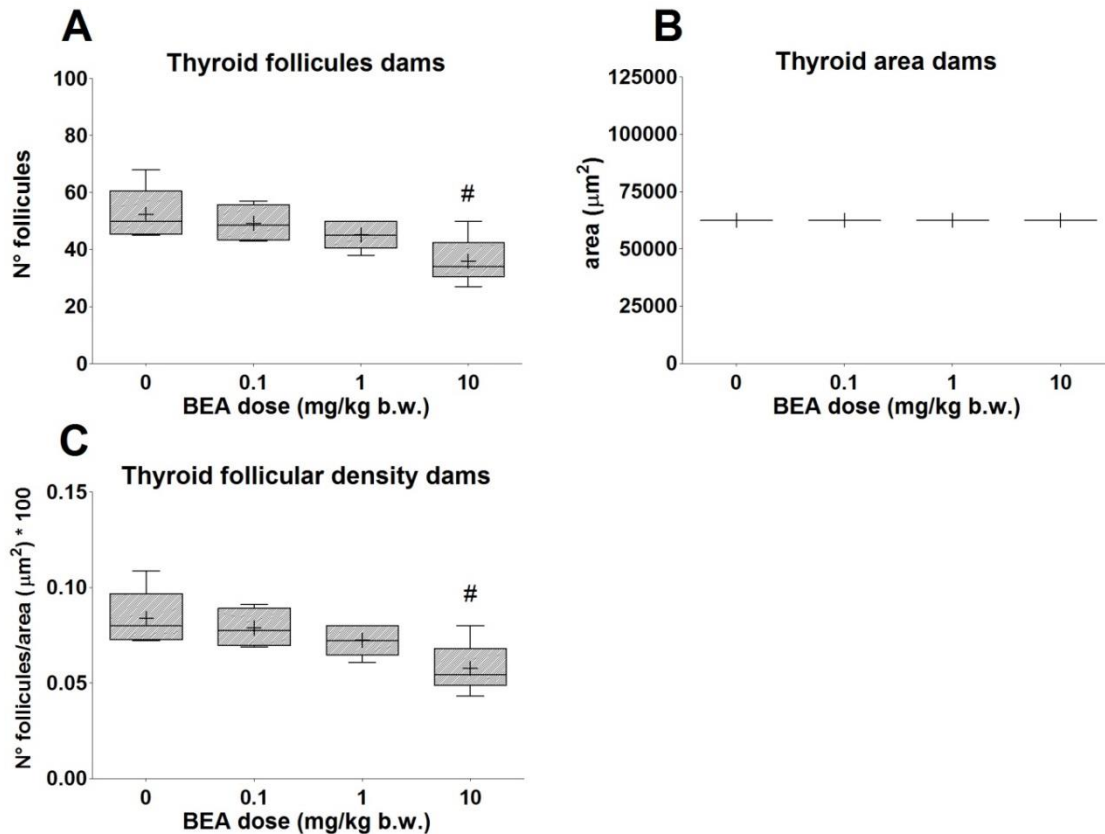 A
Thyroid follicules dams
N° follicules
100
80
60
40
20
0
#
0 0.1 1 10
BEA dose (mg/kg b.w.)
B
Thyroid area dams
area (μm²)
125000
100000
75000
50000
25000
0
0 0.1 1 10
BEA dose (mg/kg b.w.)
C
Thyroid follicular density dams
N° follicules/area (μm²) * 100
0.15
0.10
0.05
0.00
#
0 0.1 1 10
BEA dose (mg/kg b.w.)